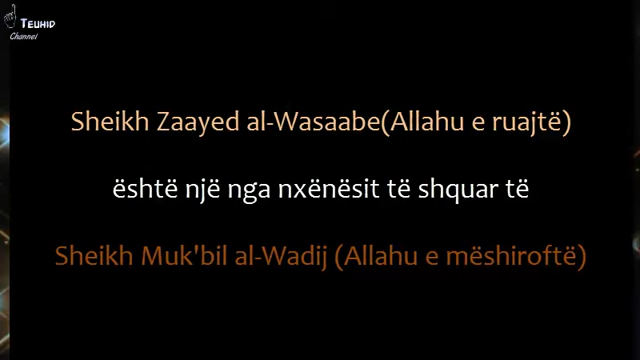 Teuhid
Channel
Sheikh Zaayed al-Wasaabe(Allahu e ruajtë)
është një nga nxënësit të shquar të
Sheikh Muk'bil al-Wadij (Allahu e mëshiroftë)